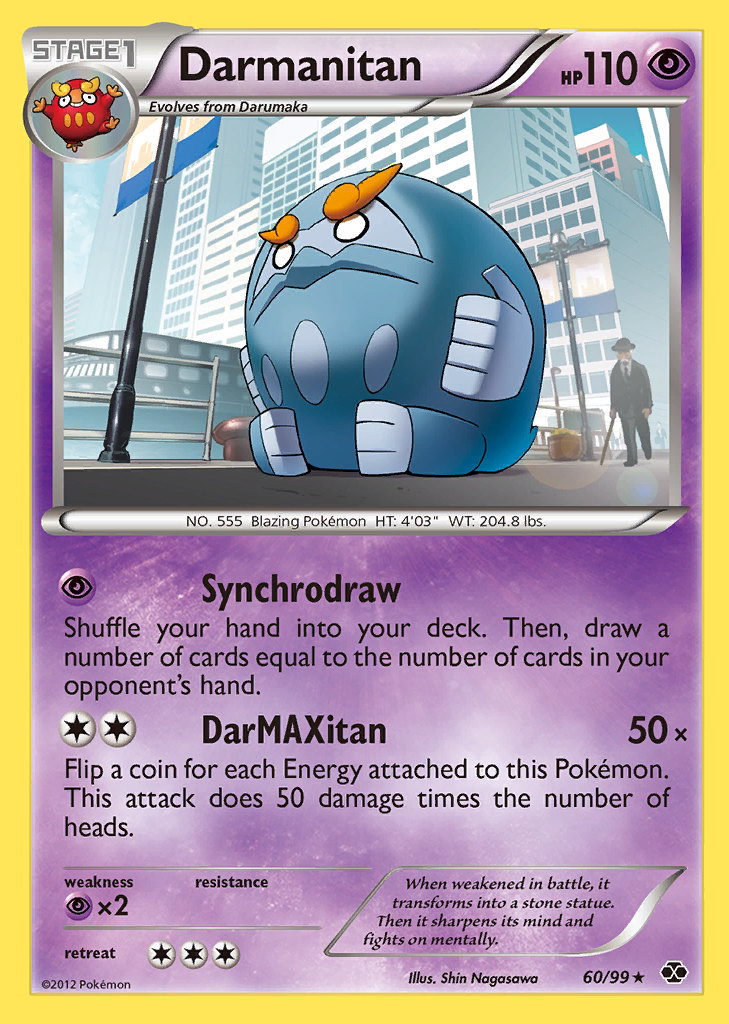 STAGE1
Darmanitan
HP110
Evolves from Darumaka
NO. 555 Blazing Pokémon HT: 4'03" WT: 204.8 lbs.
Synchrodraw
Shuffle your hand into your deck. Then, draw a
number of cards equal to the number of cards in your
opponent's hand.
DarMAXitan 50×
Flip a coin for each Energy attached to this Pokémon.
This attack does 50 damage times the number of
heads.
weakness resistance
×2
When weakened in battle, it
transforms into a stone statue.
Then it sharpens its mind and
fights on mentally.
retreat
©2012 Pokémon
Illus. Shin Nagasawa
60/99★